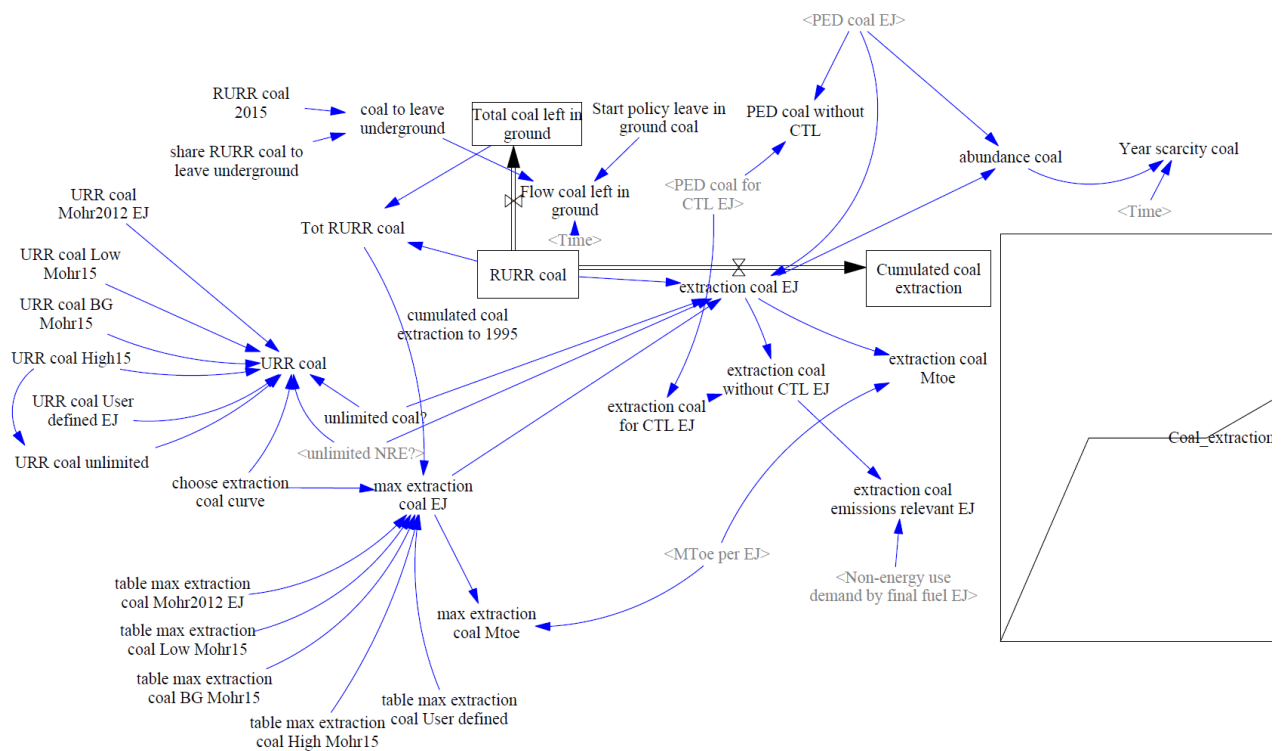 <PED coal EJ>
RURR coal
2015
coal to leave
underground
Total coal left in
ground
Start policy leave in
ground coal
PED coal without
CTL
share RURR coal to
leave underground
abundance coal
Year scarcity coal
URR coal
Mohr2012 EJ
Flow coal left in
ground
<PED coal for
CTL EJ>
<Time>
Tot RURR coal
<Time>
URR coal Low
Mohr15
RURR coal
extraction coal EJ
Cumulated coal
extraction
URR coal BG
Mohr15
cumulated coal
extraction to 1995
URR coal High15
URR coal
extraction coal
without CTL EJ
extraction coal
Mtoe
URR coal User
defined EJ
unlimited coal?
extraction coal
for CTL EJ
Coal_extraction
<unlimited NRE?>
URR coal unlimited
choose extraction
coal curve
max extraction
coal EJ
extraction coal
emissions relevant EJ
<MToe per EJ>
table max extraction
coal Mohr2012 EJ
<Non-energy use
demand by final fuel EJ>
max extraction
coal Mtoe
table max extraction
coal Low Mohr15
table max extraction
coal BG Mohr15
table max extraction
coal User defined
table max extraction
coal High Mohr15